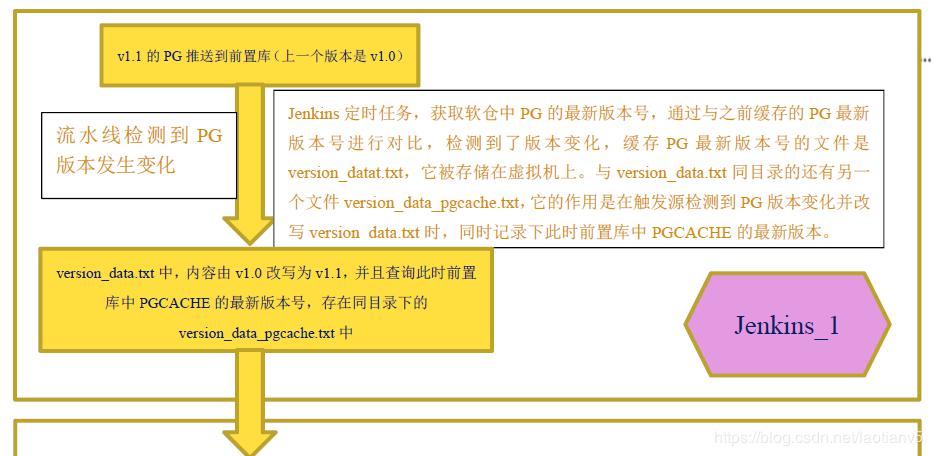 v1.1 的 PG 推送到前置库（上一个版本是 v1.0）
流水线检测到 PG
版本发生变化
Jenkins 定时任务，获取软仓中 PG 的最新版本号，通过与之前缓存的 PG 最新
版本号进行对比，检测到了版本变化，缓存 PG 最新版本号的文件是
version_datat.txt，它被存储在虚拟机上。与 version_data.txt 同目录的还有另一
个文件 version_data_pgcache.txt，它的作用是在触发源检测到 PG 版本变化并改
写 version_data.txt 时，同时记录下此时前置库中 PGCACHE 的最新版本。
version_data.txt 中，内容由 v1.0 改写为 v1.1，并且查询此时前置
库中 PGCACHE 的最新版本号，存在同目录下的
version_data_pgcache.txt 中
Jenkins_1
https://blog.csdn.net/laotianv5